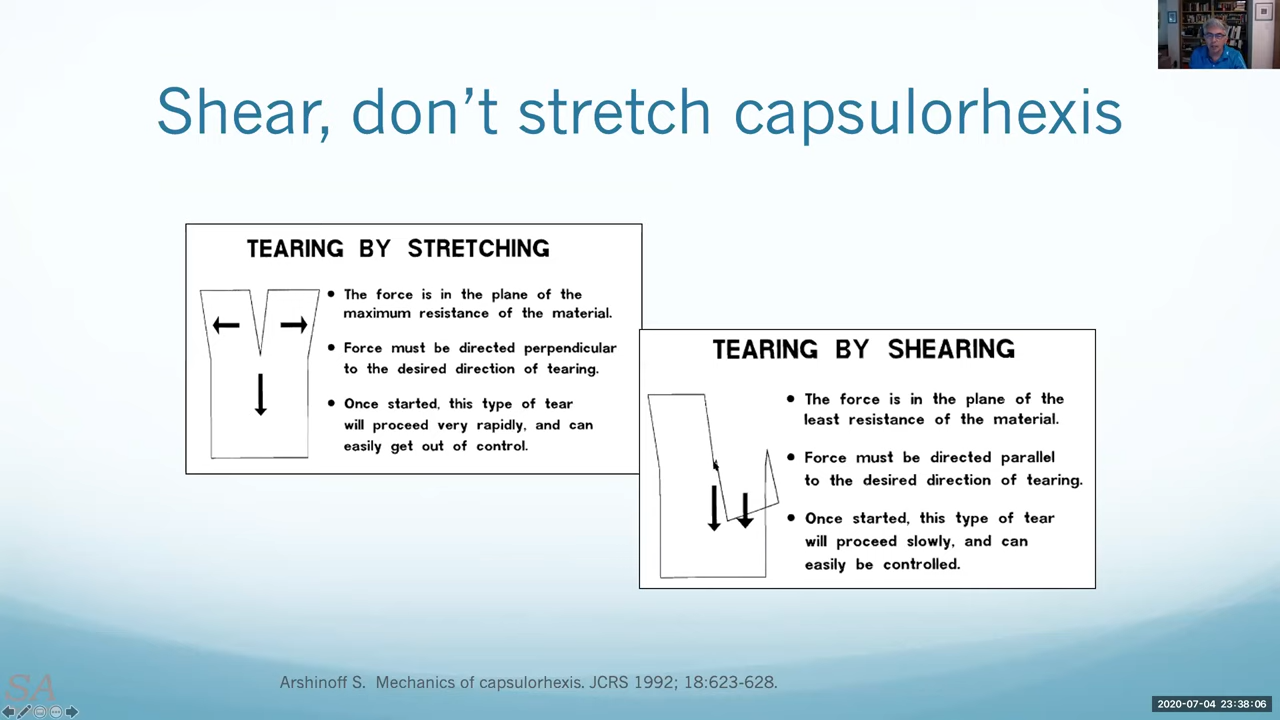 Shear, don’t stretch capsulorhexis
TEARING BY STRETCHING
• The force is in the plane of the
maximum resistance of the material.
• Force must be directed perpendicular
to the desired direction of tearing.
• Once started, this type of tear
will proceed very rapidly, and can
easily get out of control.
TEARING BY SHEARING
• The force is in the plane of the
least resistance of the material.
• Force must be directed parallel
to the desired direction of tearing.
• Once started, this type of tear
will proceed slowly, and can
easily be controlled.
Arshinoff S. Mechanics of capsulorhexis. JCRS 1992; 18:623-628.
SA
2020-07-04 23:38:06